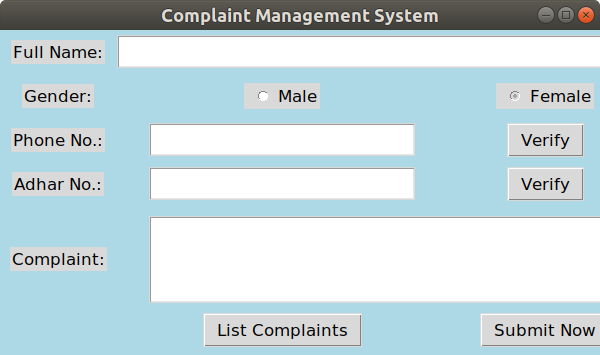 Complaint Management System
Full Name:
Gender: Male Female
Phone No.: Verify
Adhar No.: Verify
Complaint:
List Complaints Submit Now